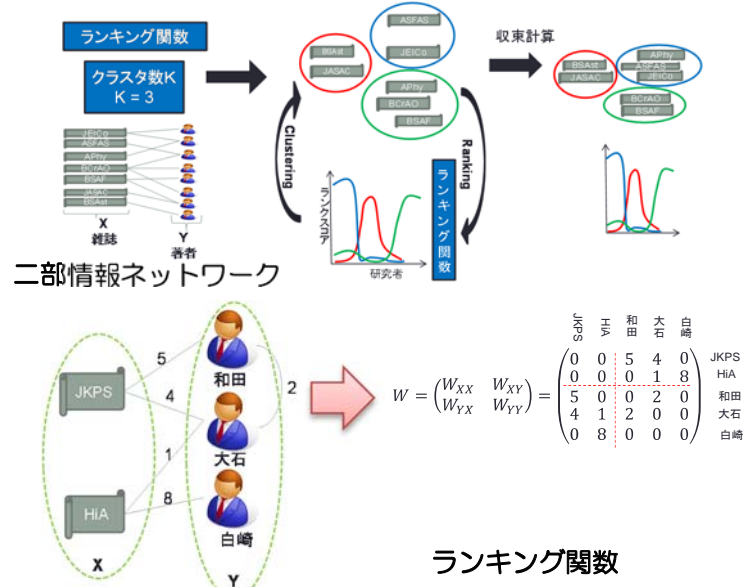 ランキング関数
クラスタ数K
K = 3
JEICo
ASFAS
APhy
BCrAO
BSAF
JASAC
BSAst
X
雑誌
Y
著者
BSAst
JASAC
ASFAS
JEICo
APhy
BCrAO
BSAF
Clustering
Ranking
ランクスコア
研究者
ランキング関数
収束計算
BSAst
JASAC
APhy
ASFAS
JEICo
BCrAO
BSAF
二部情報ネットワーク
JKPS
HiA
X
5
4
1
8
2
和田
大石
白崎
Y
W = (W_XX W_XY
W_YX W_YY) =
JKPS HiA 和田 大石 白崎
0 0 5 4 0 JKPS
0 0 0 1 8 HiA
5 0 0 2 0 和田
4 1 2 0 0 大石
0 8 0 0 0 白崎
ランキング関数